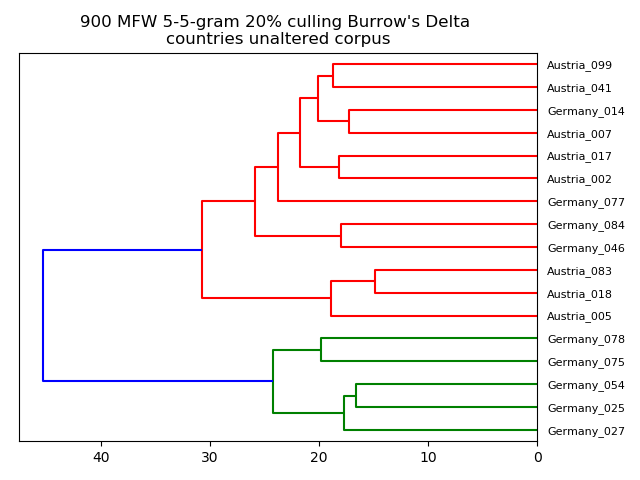 900 MFW 5-5-gram 20% culling Burrow's Delta
countries unaltered corpus
Austria_099
Austria_041
Germany_014
Austria_007
Austria_017
Austria_002
Germany_077
Germany_084
Germany_046
Austria_083
Austria_018
Austria_005
Germany_078
Germany_075
Germany_054
Germany_025
Germany_027
40 30 20 10 0